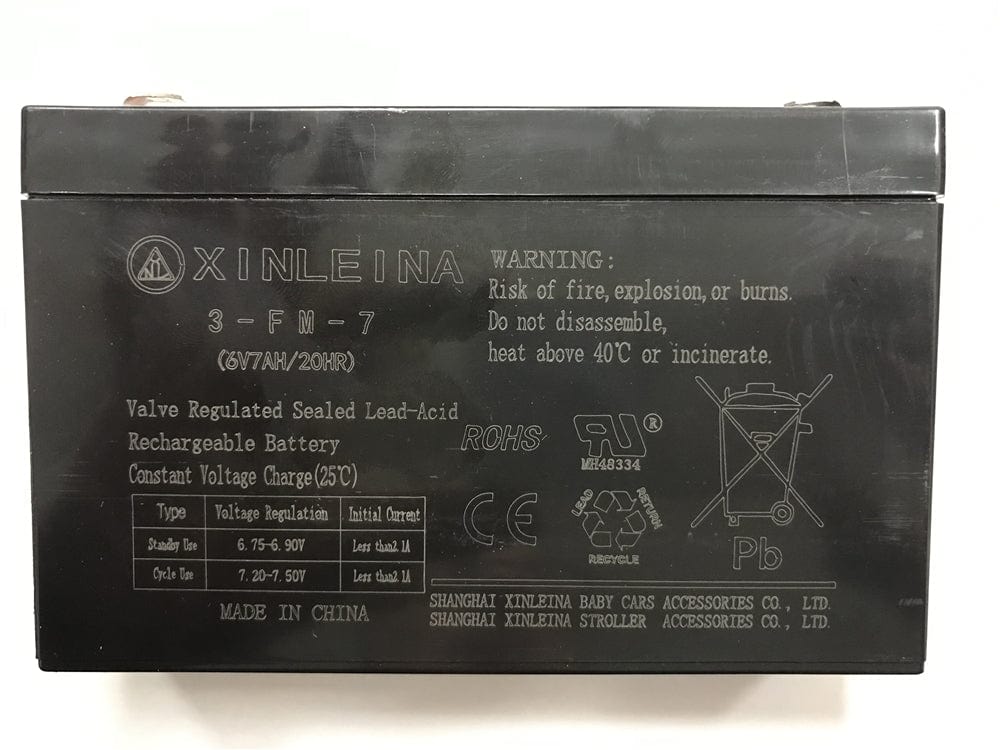 XINLEINA
3-FM-7
(6V7AH/20HR)
WARNING:
Risk of fire,explosion,or burns.
Do not disassemble,
heat above 40℃ or incinerate.
Valve Regulated Sealed Lead-Acid
Rechargeable Battery
Constant Voltage Charge(25℃)
Type Voltage Regulation Initial Current
Standby Use 6.75-6.90V Less than2.1A
Cycle Use 7.20-7.50V Less than2.1A
MADE IN CHINA
ROHS
RU®
MH48334
CE
LEAD RETURN
RECYCLE
Pb
SHANGHAI XINLEINA BABY CARS ACCESSORIES CO., LTD.
SHANGHAI XINLEINA STROLLER ACCESSORIES CO., LTD.